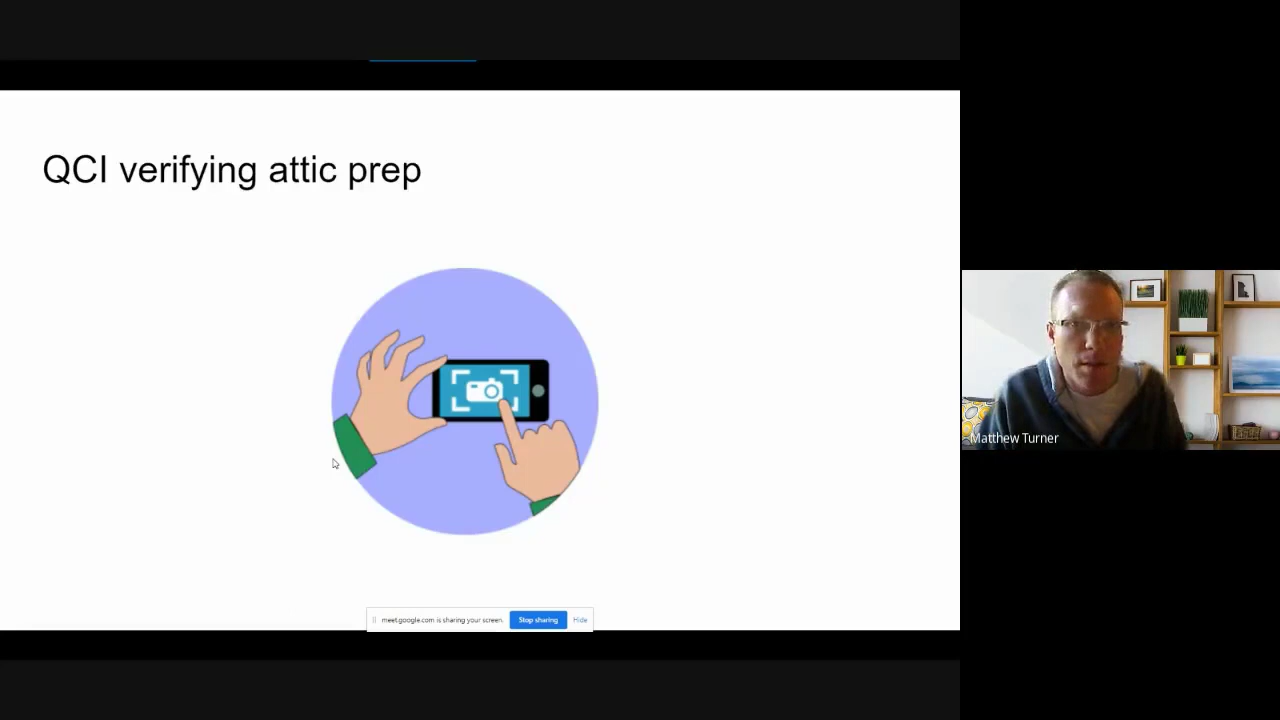 QCI verifying attic prep
Matthew Turner
meet.google.com is sharing your screen.
Stop sharing
Hide